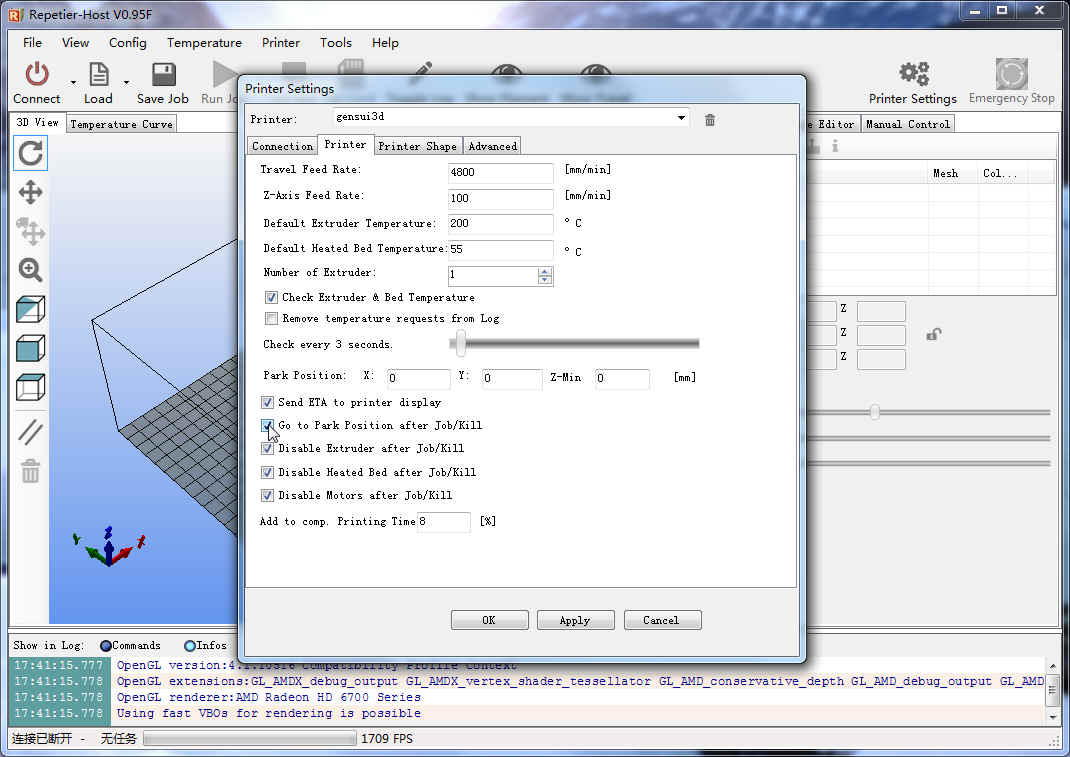 Repetier-Host V0.95F
File View Config Temperature Printer Tools Help
Connect Load Save Job Run Printer Settings Emergency Stop
3D View Temperature Curve Editor Manual Control
Mesh Col...
Z
Z
Z
Printer Settings
Printer: gensui3d
Connection Printer Printer Shape Advanced
Travel Feed Rate: 4800 [mm/min]
Z-Axis Feed Rate: 100 [mm/min]
Default Extruder Temperature: 200 ° C
Default Heated Bed Temperature: 55 ° C
Number of Extruder: 1
Check Extruder & Bed Temperature
Remove temperature requests from Log
Check every 3 seconds.
Park Position: X: 0 Y: 0 Z-Min 0 [mm]
Send ETA to printer display
Go to Park Position after Job/Kill
Disable Extruder after Job/Kill
Disable Heated Bed after Job/Kill
Disable Motors after Job/Kill
Add to comp. Printing Time 8 [%]
OK Apply Cancel
Y Z X
Show in Log: Commands Infos
17:41:15.777 OpenGL Compatibility Profile Context
17:41:15.778 OpenGL extensions:GL_AMDX_debug_output GL_AMDX_vertex_shader_tessellator GL_AMD_conservative_depth GL_AMD_debug_output GL_AMD
17:41:15.778 OpenGL renderer:AMD Radeon HD 6700 Series
17:41:15.778 Using fast VBOs for rendering is possible
连接已断开 - 无任务 1709 FPS